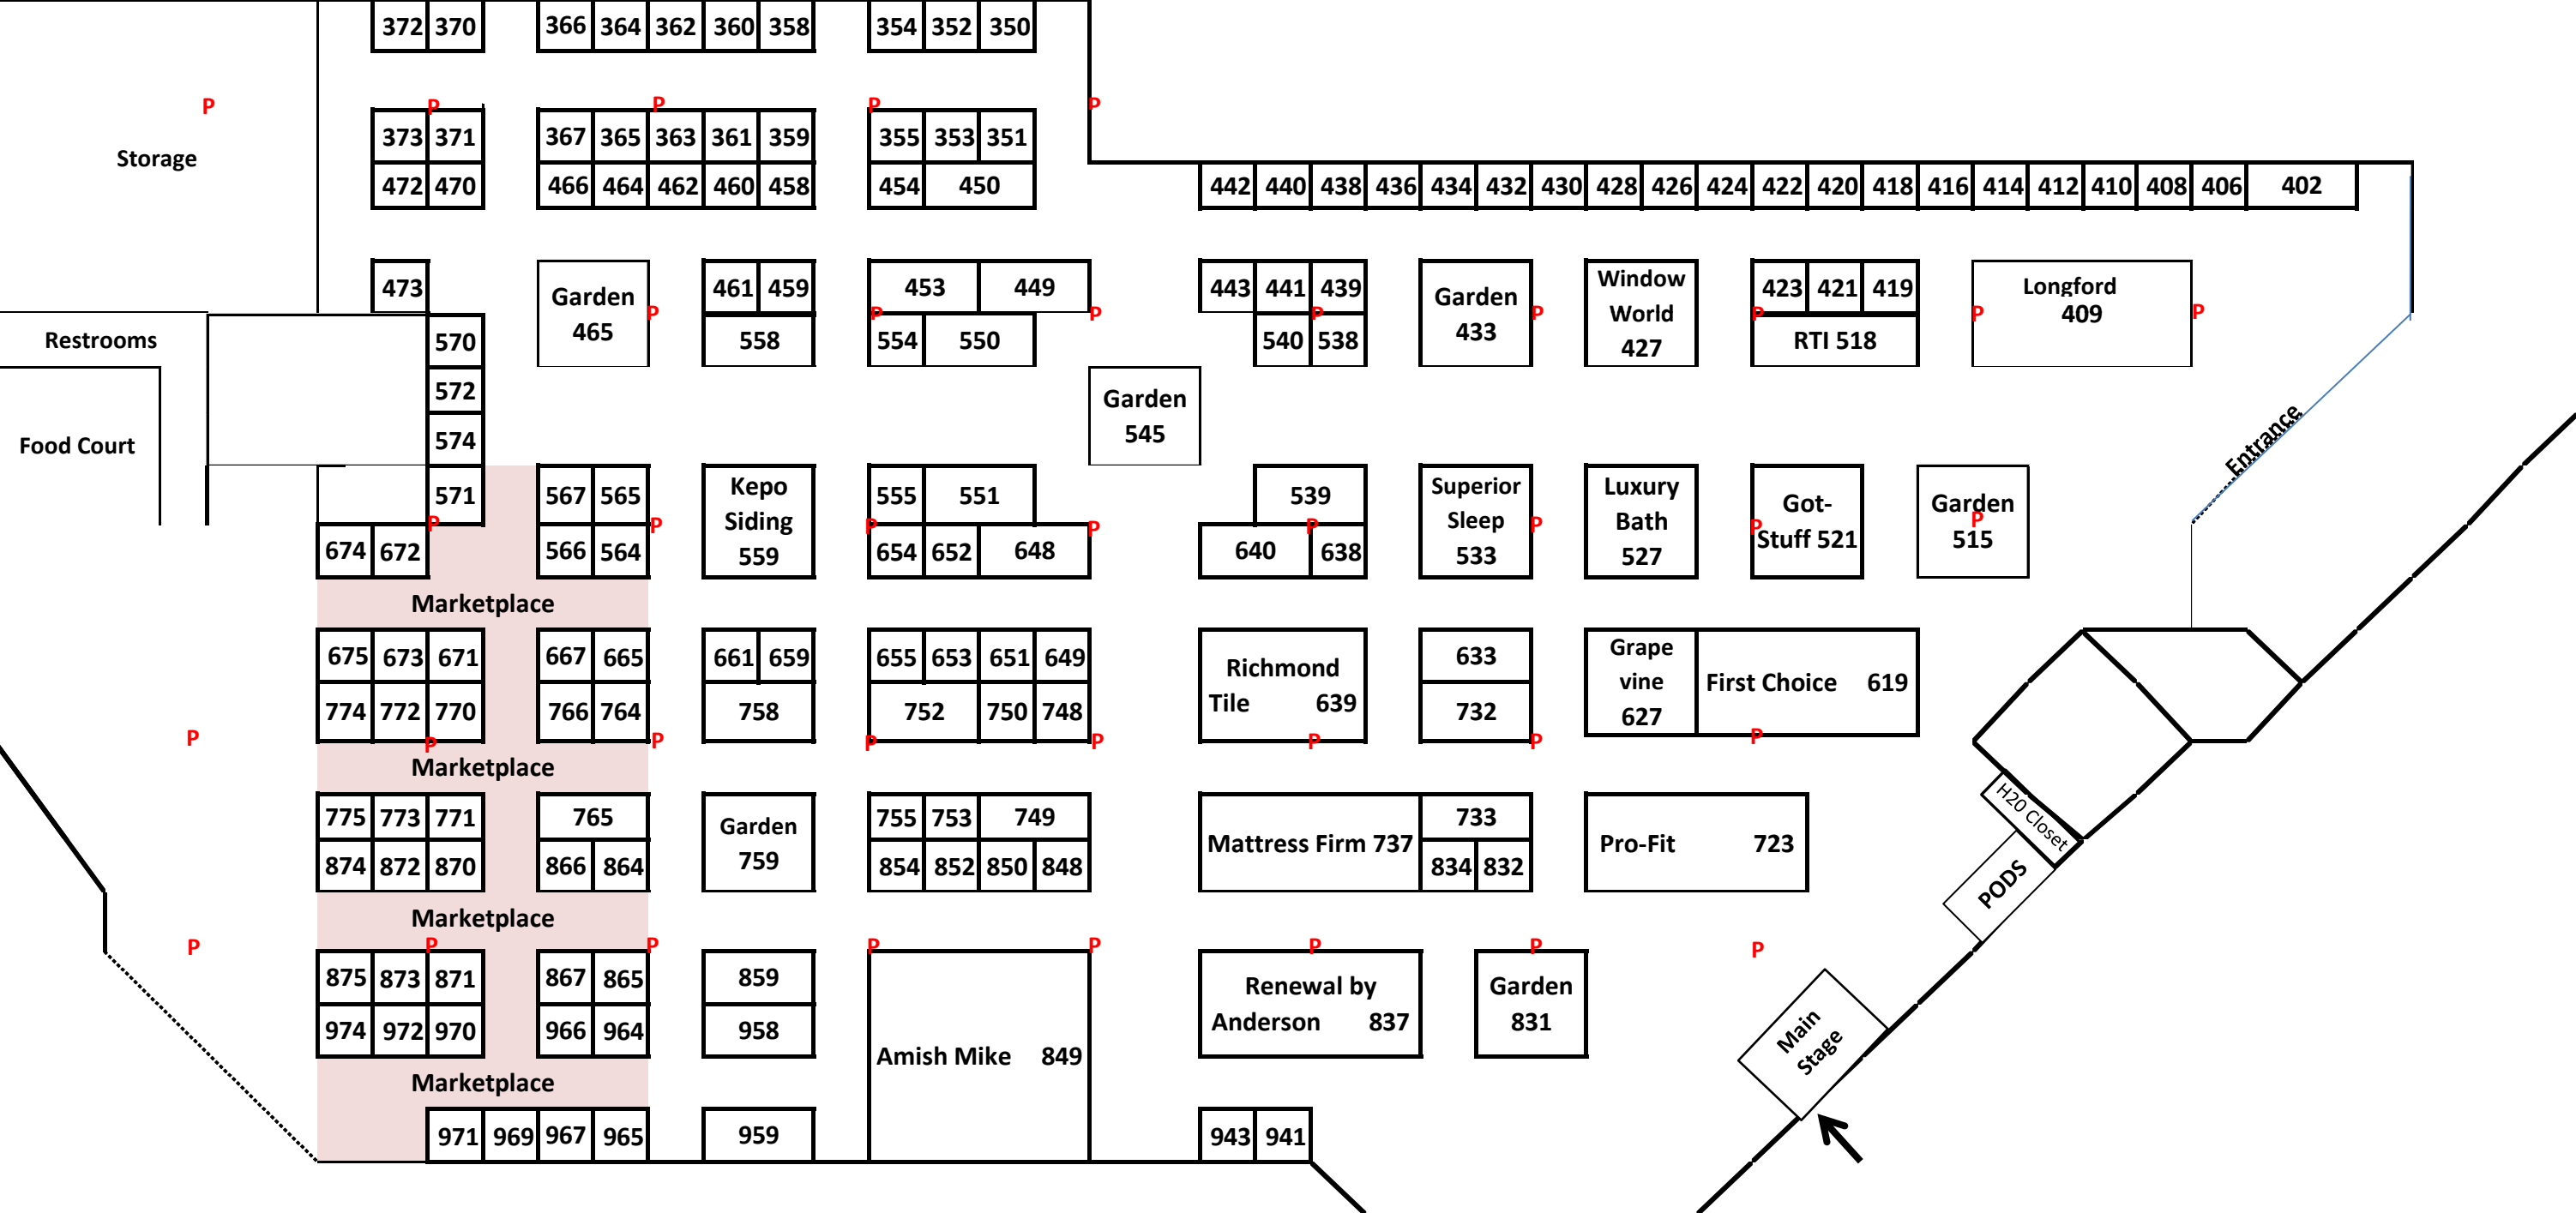 372 370 366 364 362 360 358 354 352 350
P P P P P
373 371 367 365 363 361 359 355 353 351
Storage
472 470 466 464 462 460 458 454 450 442 440 438 436 434 432 430 428 426 424 422 420 418 416 414 412 410 408 406 402
473 Garden 465 461 459 453 449 443 441 439 Garden 433 Window World 427 423 421 419 Longford 409
P P P P P P P P
Restrooms 570 558 554 550 540 538 RTI 518
572 Garden 545
Food Court 574
Entrance
571 567 565 Kepo Siding 559 555 551 539 Superior Sleep 533 Luxury Bath 527 Got-Stuff 521 Garden 515
P P P P P P P P
674 672 566 564 654 652 648 640 638
Marketplace
675 673 671 667 665 661 659 655 653 651 649 Richmond Tile 639 633 Grape vine 627 First Choice 619
774 772 770 766 764 758 752 750 748 732
P P P P P P P P
Marketplace
775 773 771 765 Garden 759 755 753 749 Mattress Firm 737 733 Pro-Fit 723
H20 Closet
874 872 870 866 864 854 852 850 848 834 832
PODS
Marketplace
P P P P P P P P
875 873 871 867 865 859 Amish Mike 849 Renewal by Anderson 837 Garden 831
974 972 970 966 964 958
Main Stage
Marketplace
971 969 967 965 959 943 941